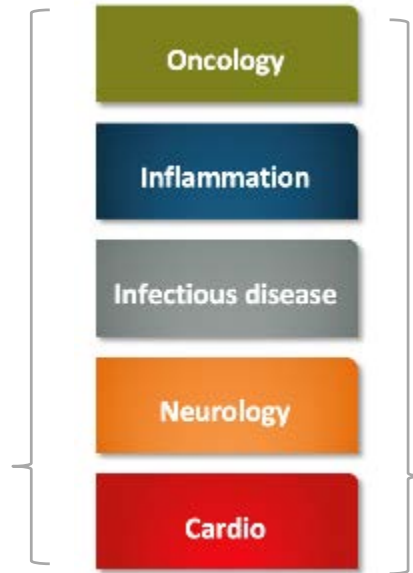 Oncology
Inflammation
Infectious disease
Neurology
Cardio